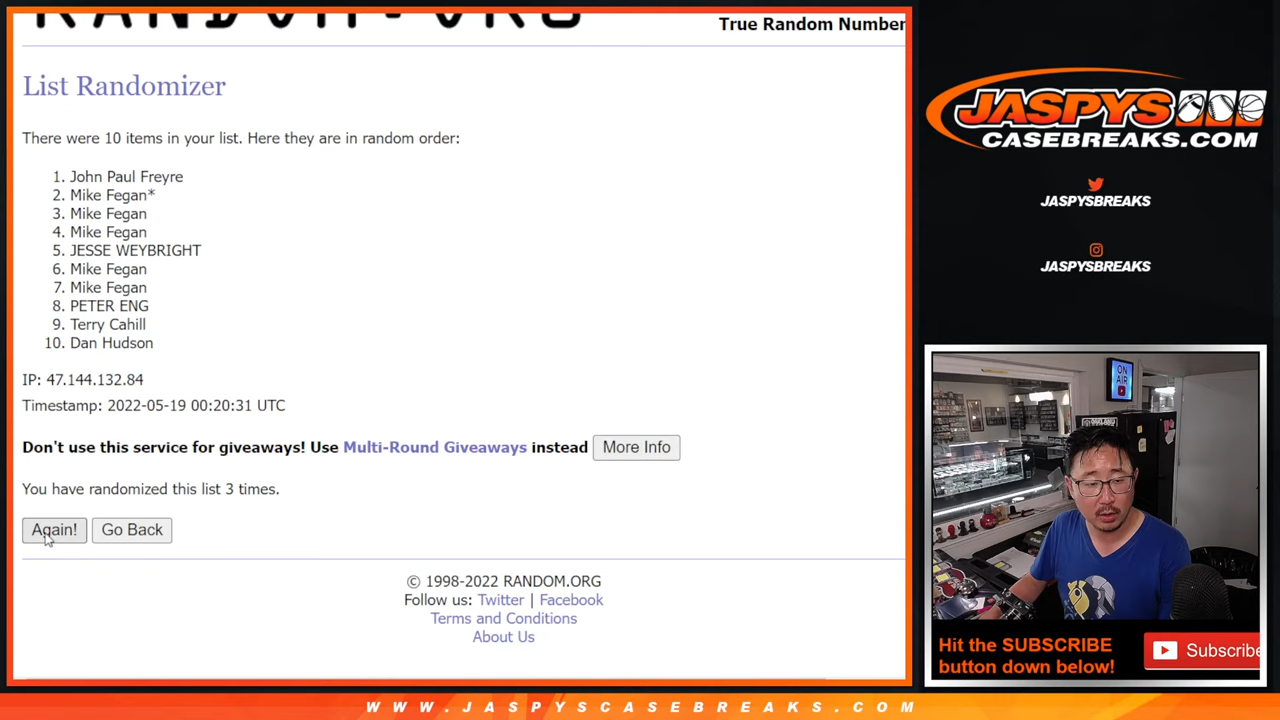 RANDOM.ORG
True Random Number
List Randomizer
There were 10 items in your list. Here they are in random order:
1. John Paul Freyre
2. Mike Fegan*
3. Mike Fegan
4. Mike Fegan
5. JESSE WEYBRIGHT
6. Mike Fegan
7. Mike Fegan
8. PETER ENG
9. Terry Cahill
10. Dan Hudson
IP: 47.144.132.84
Timestamp: 2022-05-19 00:20:31 UTC
Don't use this service for giveaways! Use Multi-Round Giveaways instead More Info
You have randomized this list 3 times.
Again! Go Back
© 1998-2022 RANDOM.ORG
Follow us: Twitter | Facebook
Terms and Conditions
About Us
JASPYS
CASEBREAKS.COM
JASPYSBREAKS
JASPYSBREAKS
ON
AIR
Hit the SUBSCRIBE
button down below!
Subscribe
WWW.JASPYSCASEBREAKS.COM